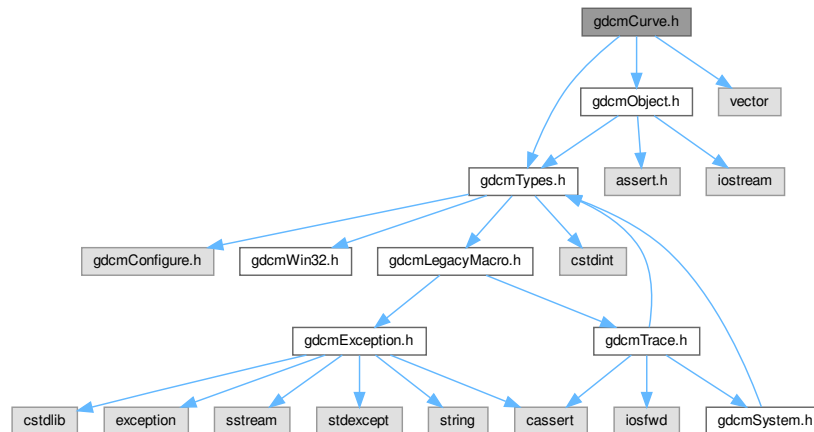 gdcmCurve.h
gdcmObject.h
vector
gdcmTypes.h
assert.h
iostream
gdcmConfigure.h
gdcmWin32.h
gdcmLegacyMacro.h
cstdint
gdcmException.h
gdcmTrace.h
cstdlib
exception
sstream
stdexcept
string
cassert
iosfwd
gdcmSystem.h